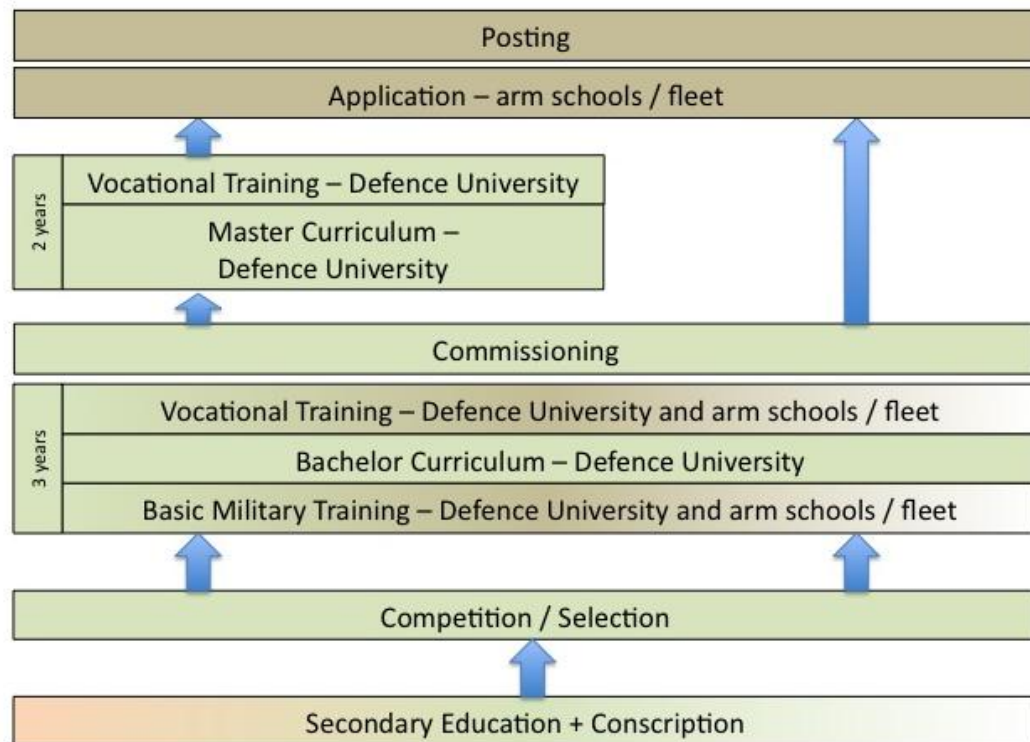 Posting
Application – arm schools / fleet
2 years
Vocational Training – Defence University
Master Curriculum –
Defence University
Commissioning
3 years
Vocational Training – Defence University and arm schools / fleet
Bachelor Curriculum – Defence University
Basic Military Training – Defence University and arm schools / fleet
Competition / Selection
Secondary Education + Conscription